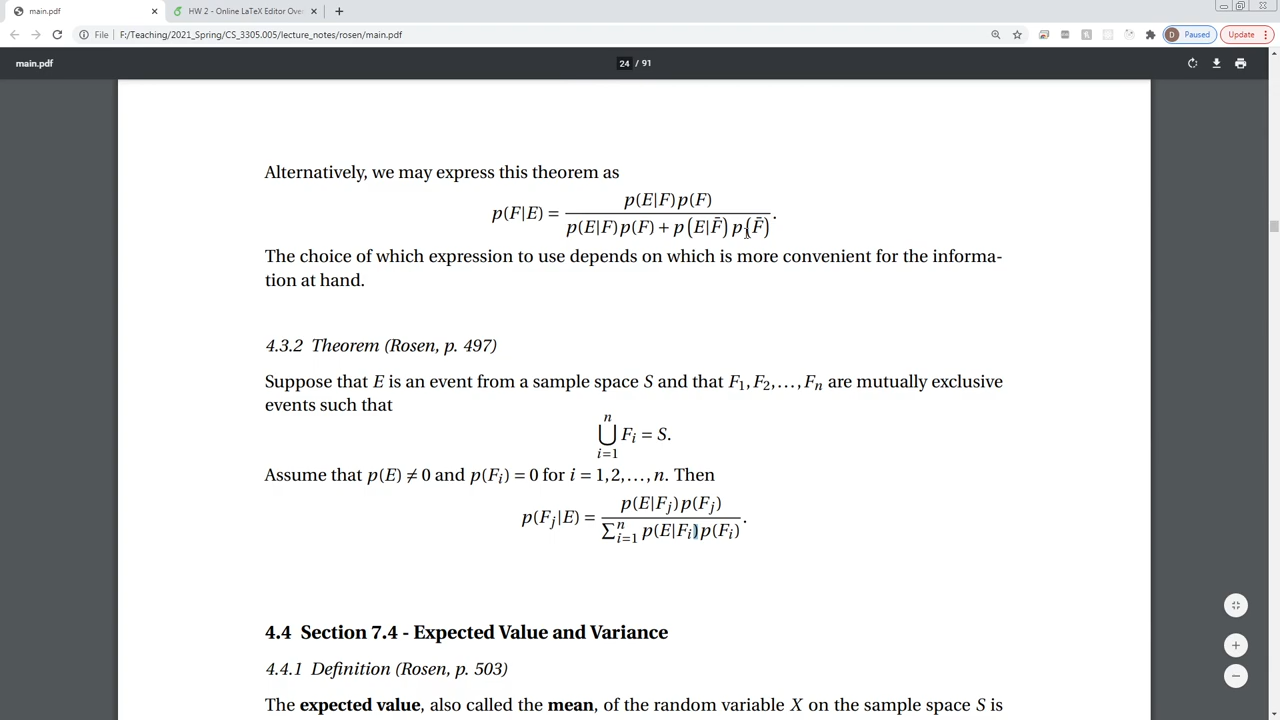 main.pdf
HW 2 - Online LaTeX Editor Ove
File
F:/Teaching/2021_Spring/CS_3305.005/lecture_notes/rosen/main.pdf
D
Paused
Update
main.pdf
24 / 91
Alternatively, we may express this theorem as
p(F|E) = p(E|F)p(F) / p(E|F)p(F) + p(E|F̄)p(F̄) .
The choice of which expression to use depends on which is more convenient for the informa-
tion at hand.
4.3.2 Theorem (Rosen, p. 497)
Suppose that E is an event from a sample space S and that F₁, F₂, ..., Fₙ are mutually exclusive
events such that
⋃ⁿᵢ₌₁ Fᵢ = S.
Assume that p(E) ≠ 0 and p(Fᵢ) = 0 for i = 1,2,...,n. Then
p(Fⱼ|E) = p(E|Fⱼ)p(Fⱼ) / ∑ⁿᵢ₌₁ p(E|Fᵢ)p(Fᵢ) .
4.4 Section 7.4 - Expected Value and Variance
4.4.1 Definition (Rosen, p. 503)
The expected value, also called the mean, of the random variable X on the sample space S is